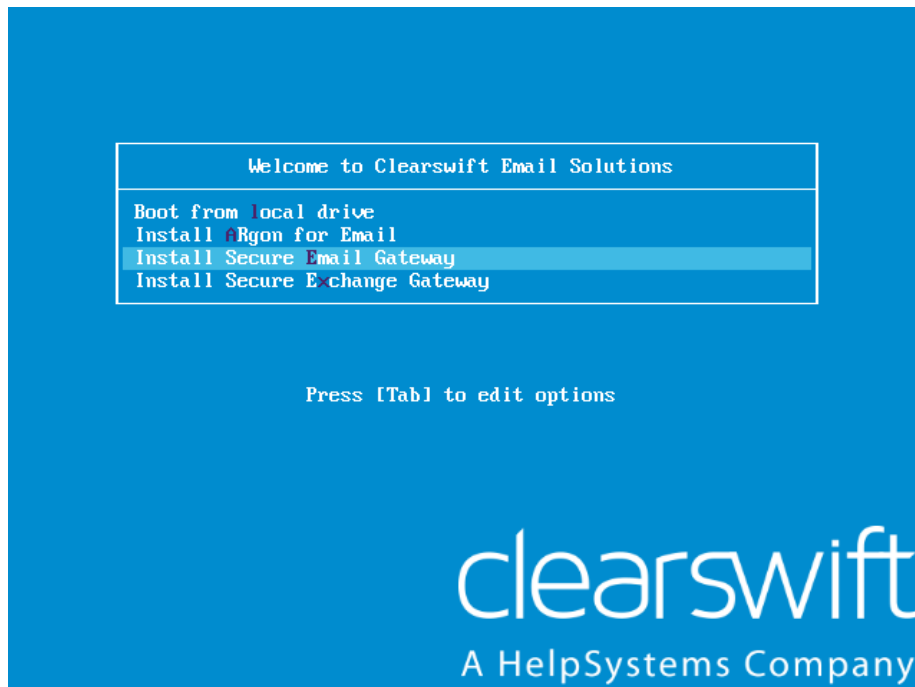 Welcome to Clearswift Email Solutions
Boot from local drive
Install ARgon for Email
Install Secure Email Gateway
Install Secure Exchange Gateway
Press [Tab] to edit options
clearswift
A HelpSystems Company